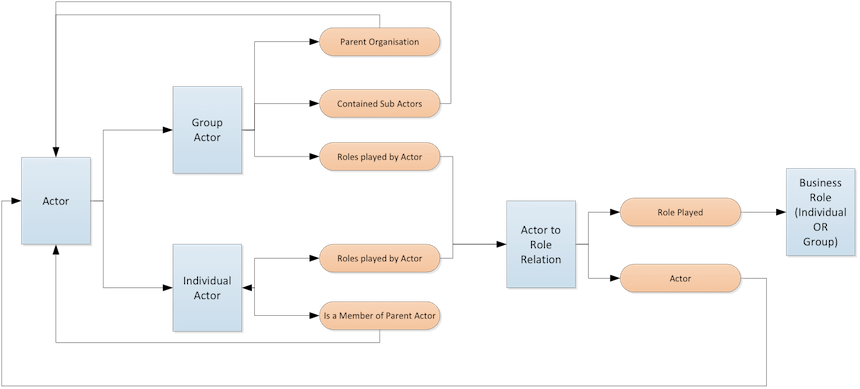 Parent Organisation
Contained Sub Actors
Group
Actor
Roles played by Actor
Actor
Individual
Actor
Roles played by Actor
Is a Member of Parent Actor
Actor to
Role
Relation
Role Played
Actor
Business
Role
(Individual
OR
Group)